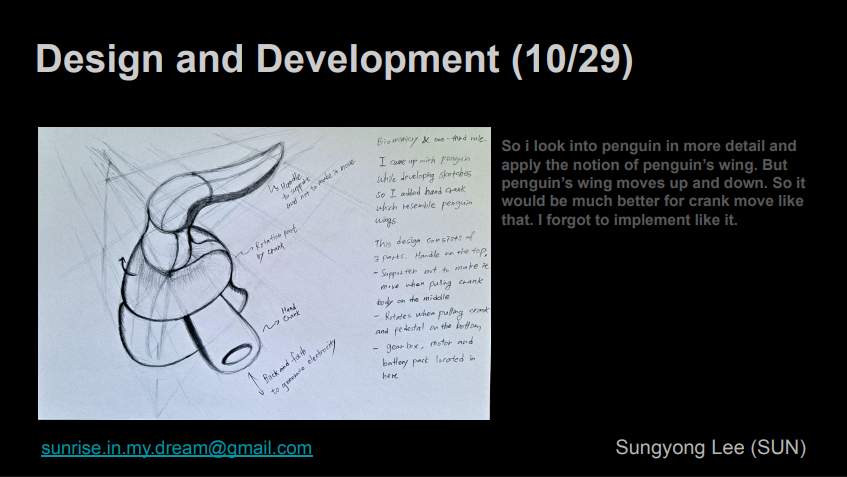 Design and Development (10/29)
Biomimicry & one-third rule
I came up with penguin
while developing sketches
so I added hand crank
which resemble penguin
wings
This design consists of
3 parts. Handle on the top,
- Supporter not to make it
move when pulling crank
body on the middle
- Rotates when pulling crank
and pedestal on the bottom,
- gear box, motor and
battery pack located in
here
Handle
to support
and not to make it move
Rotation part
by crank
Hand
Crank
Back and forth
to generate electricity
So i look into penguin in more detail and
apply the notion of penguin’s wing. But
penguin’s wing moves up and down. So it
would be much better for crank move like
that. I forgot to implement like it.
sunrise.in.my.dream@gmail.com
Sungyong Lee (SUN)